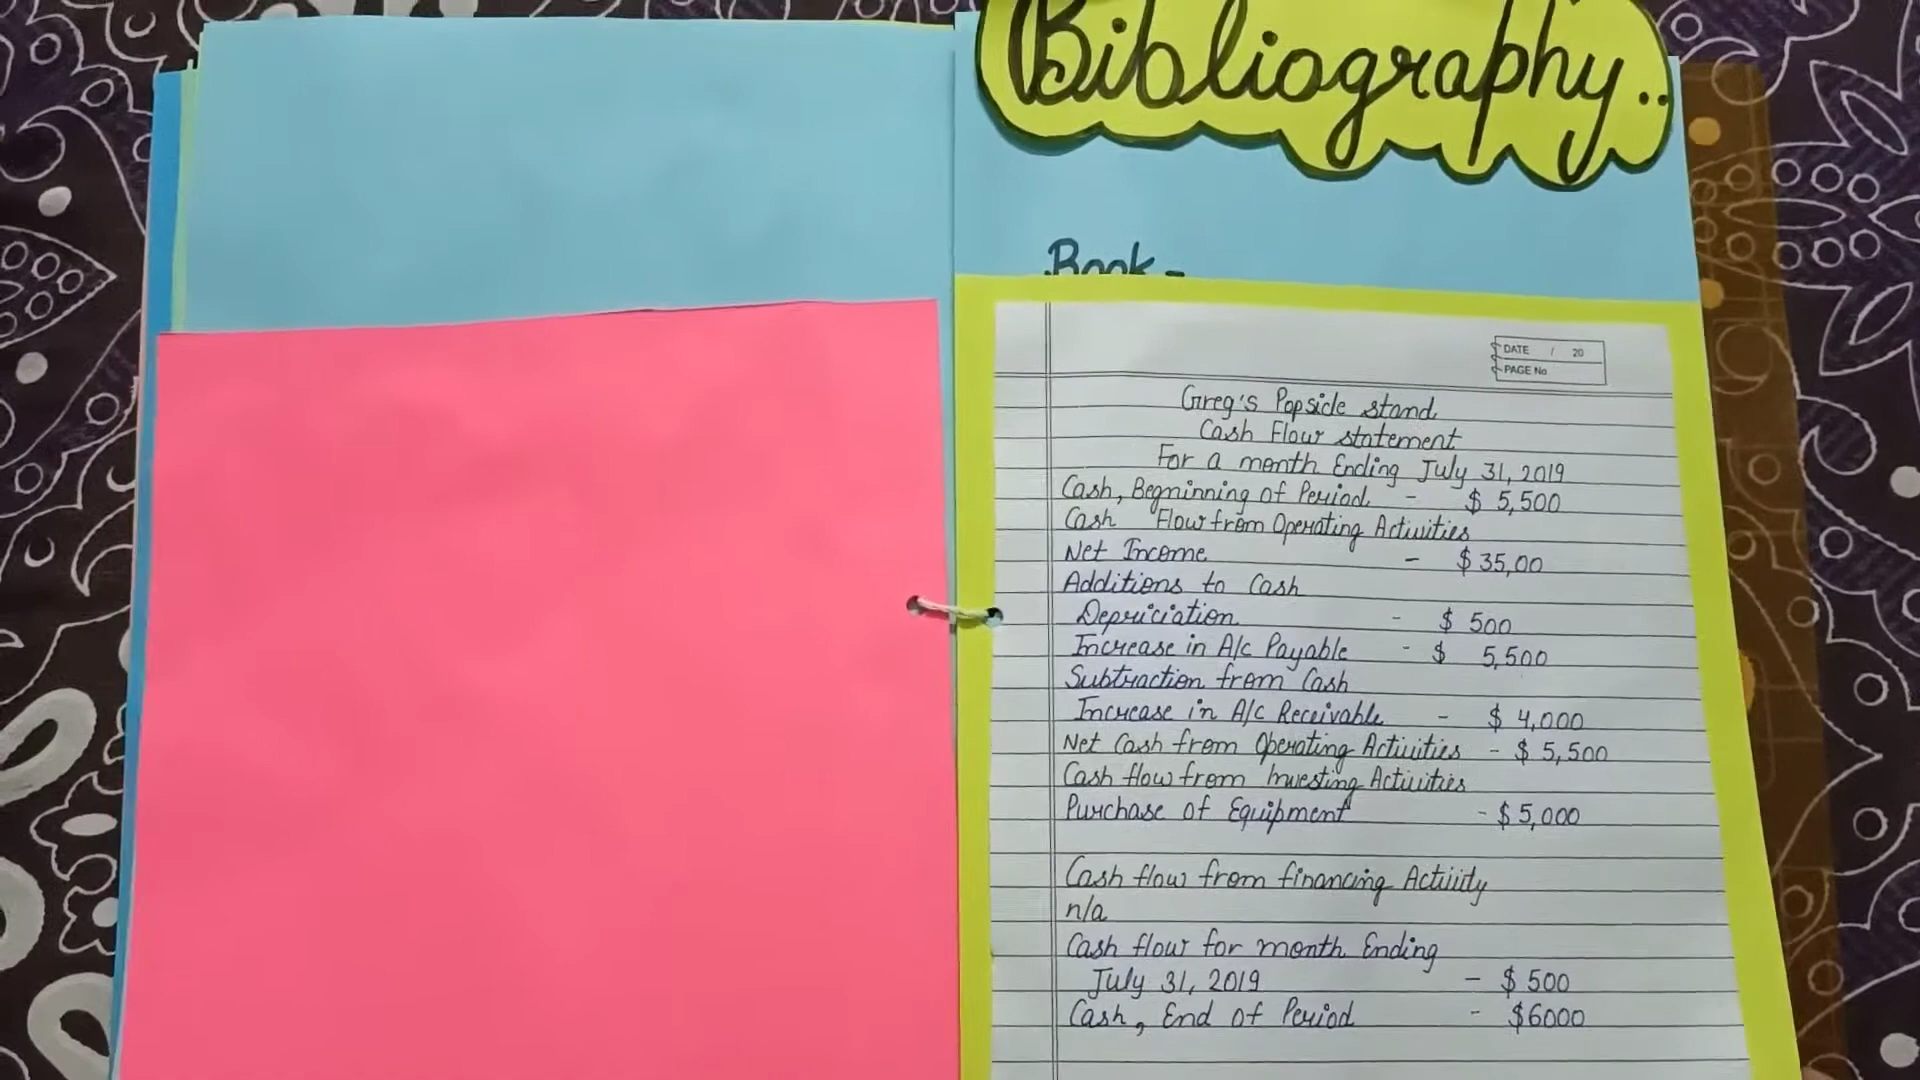 Bibliography..
Book -
DATE / 20
PAGE No
Greg's Popsicle stand
Cash Flow statement
For a month Ending July 31, 2019
Cash, Begninning of Period - $ 5,500
Cash Flow from Operating Activities
Net Income - $ 35,00
Additions to Cash
Depriciation - $ 500
Increase in A/c Payable - $ 5,500
Subtraction from Cash
Increase in A/c Receivable - $ 4,000
Net Cash from Operating Activities - $ 5,500
Cash flow from Investing Activities
Purchase of Equipment - $ 5,000
Cash flow from financing Activity
n/a
Cash flow for month Ending
July 31, 2019 - $ 500
Cash, End of Period - $6000